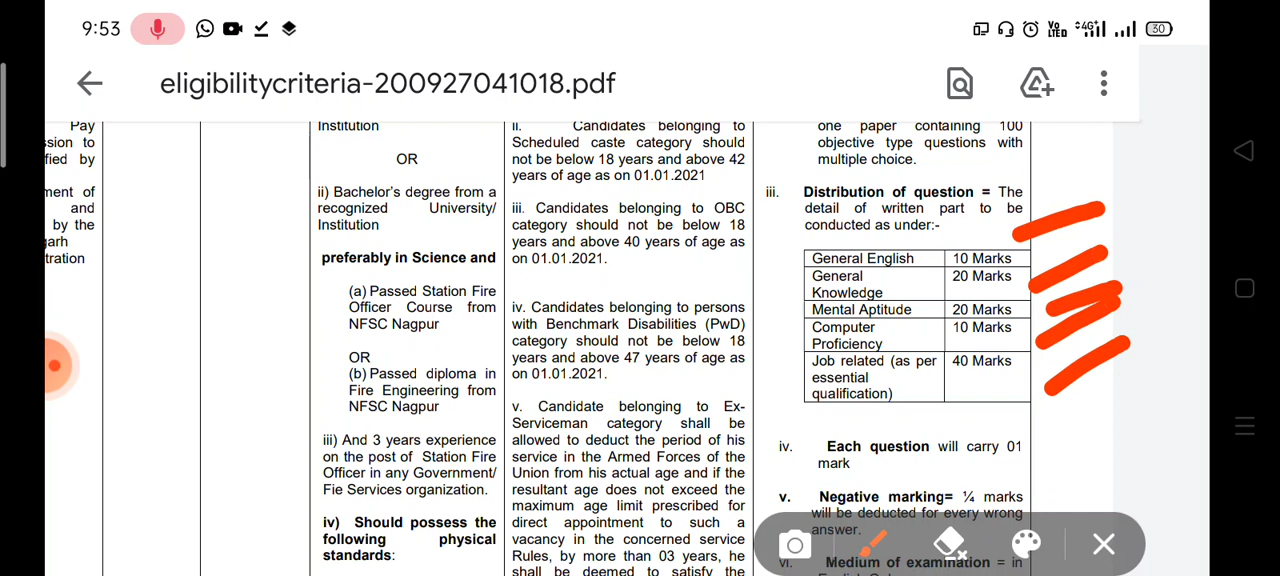 9:53
Vo LTED
4G+
30
eligibilitycriteria-200927041018.pdf
Pay
ssion to
fied by
ment of
and
by the
garh
tration
Institution
OR
ii) Bachelor's degree from a
recognized University/
Institution
preferably in Science and
(a) Passed Station Fire
Officer Course from
NFSC Nagpur
OR
(b) Passed diploma in
Fire Engineering from
NFSC Nagpur
iii) And 3 years experience
on the post of Station Fire
Officer in any Government/
Fie Services organization.
iv) Should possess the
following physical
standards:
ii. Candidates belonging to
Scheduled caste category should
not be below 18 years and above 42
years of age as on 01.01.2021
iii. Candidates belonging to OBC
category should not be below 18
years and above 40 years of age as
on 01.01.2021.
iv. Candidates belonging to persons
with Benchmark Disabilities (PwD)
category should not be below 18
years and above 47 years of age as
on 01.01.2021.
v. Candidate belonging to Ex-
Serviceman category shall be
allowed to deduct the period of his
service in the Armed Forces of the
Union from his actual age and if the
resultant age does not exceed the
maximum age limit prescribed for
direct appointment to such a
vacancy in the concerned service
Rules, by more than 03 years, he
shall be deemed to satisfy the
one paper containing 100
objective type questions with
multiple choice.
iii. Distribution of question = The
detail of written part to be
conducted as under:-
General English 10 Marks
General 20 Marks
Knowledge
Mental Aptitude 20 Marks
Computer 10 Marks
Proficiency
Job related (as per 40 Marks
essential
qualification)
iv. Each question will carry 01
mark
v. Negative marking= ¼ marks
will be deducted for every wrong
answer.
vi. Medium of examination = in